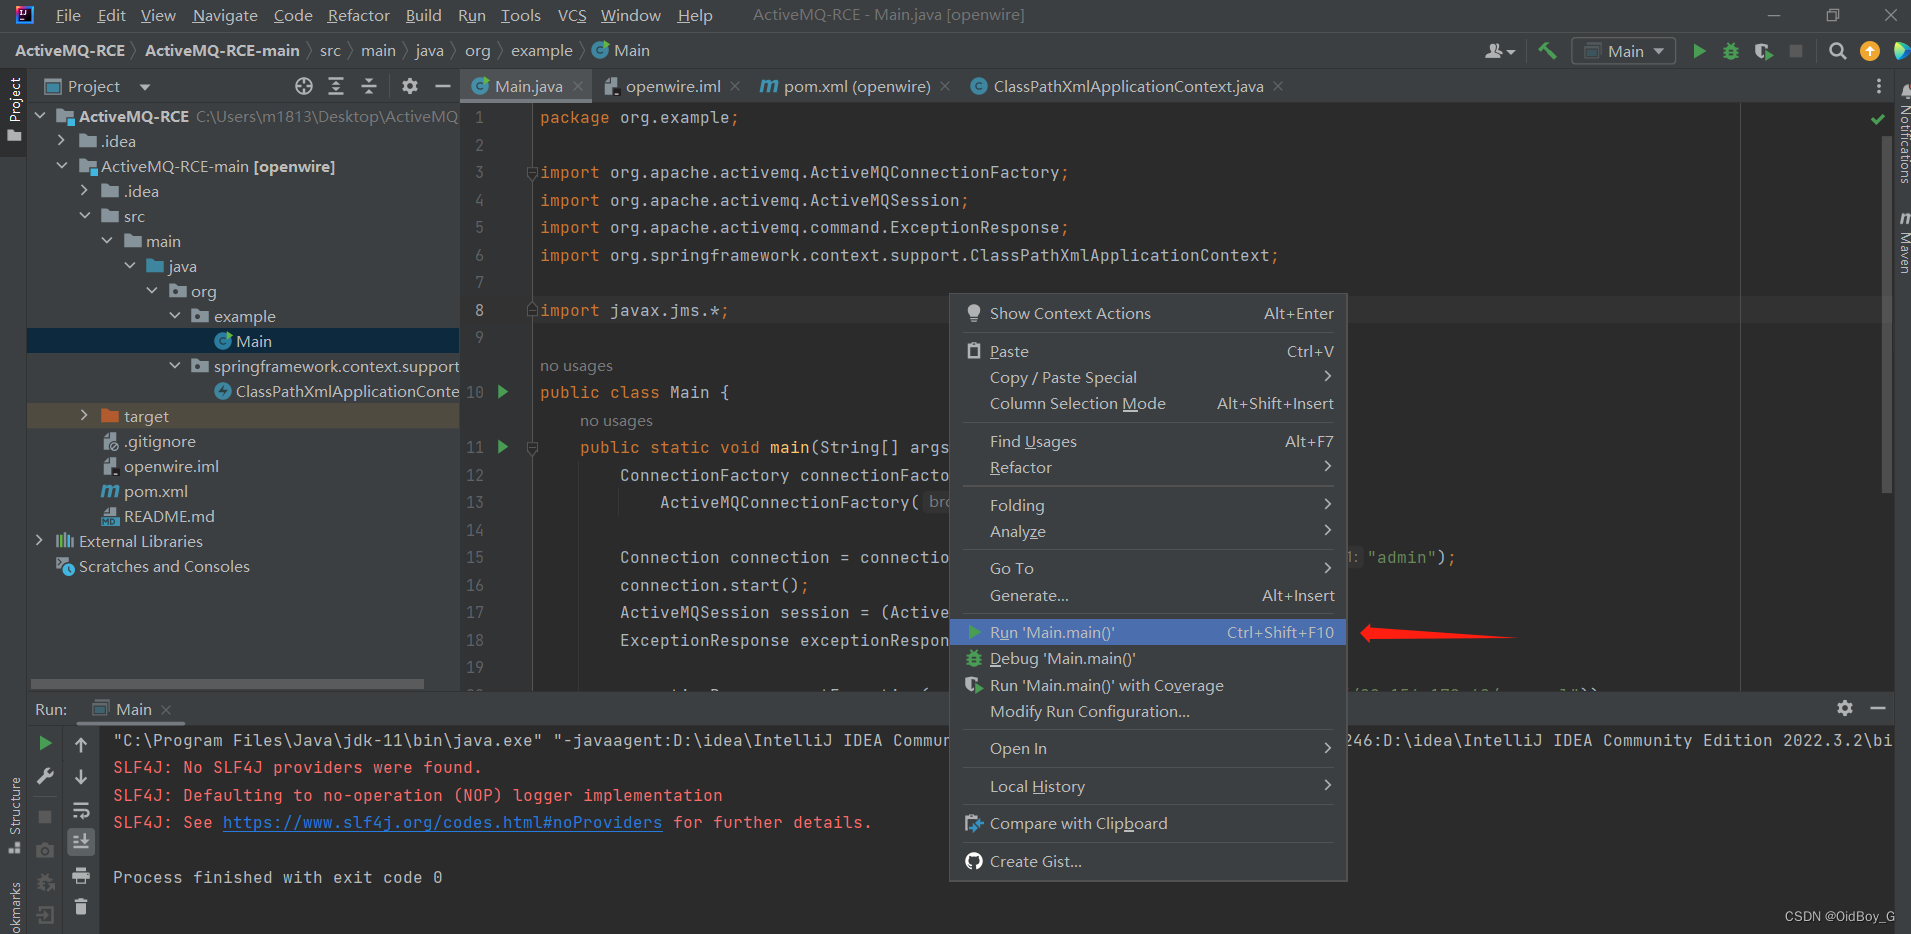 File Edit View Navigate Code Refactor Build Run Tools VCS Window Help ActiveMQ-RCE - Main.java [openwire]
ActiveMQ-RCE ActiveMQ-RCE-main src main java org example Main Main
Project Main.java openwire.iml pom.xml (openwire) ClassPathXmlApplicationContext.java
Project
Notifications
Maven
Structure
ActiveMQ-RCE C:\Users\m1813\Desktop\ActiveMQ
.idea
ActiveMQ-RCE-main [openwire]
.idea
src
main
java
org
example
Main
springframework.context.support
ClassPathXmlApplicationConte
target
.gitignore
openwire.iml
pom.xml
README.md
External Libraries
Scratches and Consoles
1 package org.example;
2
3 import org.apache.activemq.ActiveMQConnectionFactory;
4 import org.apache.activemq.ActiveMQSession;
5 import org.apache.activemq.command.ExceptionResponse;
6 import org.springframework.context.support.ClassPathXmlApplicationContext;
7
8 import javax.jms.*;
9
no usages
10 public class Main {
no usages
11 public static void main(String[] args
12 ConnectionFactory connectionFacto
13 ActiveMQConnectionFactory( bro
14
15 Connection connection = connectio 1: "admin");
16 connection.start();
17 ActiveMQSession session = (Active
18 ExceptionResponse exceptionRespon
19
Show Context Actions Alt+Enter
Paste Ctrl+V
Copy / Paste Special
Column Selection Mode Alt+Shift+Insert
Find Usages Alt+F7
Refactor
Folding
Analyze
Go To
Generate... Alt+Insert
Run 'Main.main()' Ctrl+Shift+F10
Debug 'Main.main()'
Run 'Main.main()' with Coverage
Modify Run Configuration...
Open In
Local History
Compare with Clipboard
Create Gist...
Run: Main
"C:\Program Files\Java\jdk-11\bin\java.exe" "-javaagent:D:\idea\IntelliJ IDEA Commun 246:D:\idea\IntelliJ IDEA Community Edition 2022.3.2\bi
SLF4J: No SLF4J providers were found.
SLF4J: Defaulting to no-operation (NOP) logger implementation
SLF4J: See https://www.slf4j.org/codes.html#noProviders for further details.
Process finished with exit code 0
okmarks
CSDN @OidBoy_G